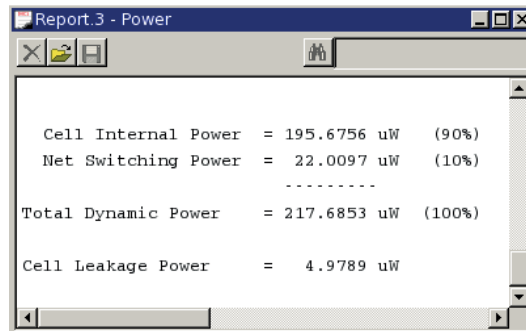 Report.3 - Power
Cell Internal Power = 195.6756 uW (90%)
Net Switching Power = 22.0097 uW (10%)
---------
Total Dynamic Power = 217.6853 uW (100%)
Cell Leakage Power = 4.9789 uW